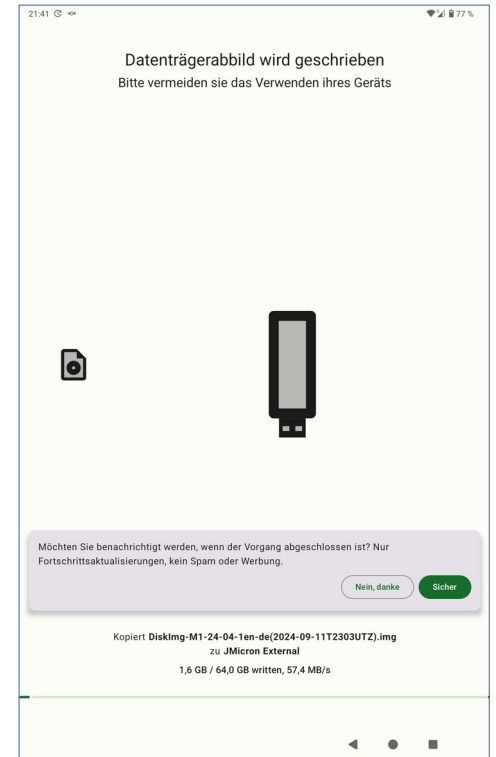 21:41
77 %
Datenträgerabbild wird geschrieben
Bitte vermeiden sie das Verwenden ihres Geräts
Möchten Sie benachrichtigt werden, wenn der Vorgang abgeschlossen ist? Nur
Fortschrittsaktualisierungen, kein Spam oder Werbung.
Nein, danke
Sicher
Kopiert DiskImg-M1-24-04-1en-de(2024-09-11T2303UTZ).img
zu JMicron External
1,6 GB / 64,0 GB written, 57,4 MB/s